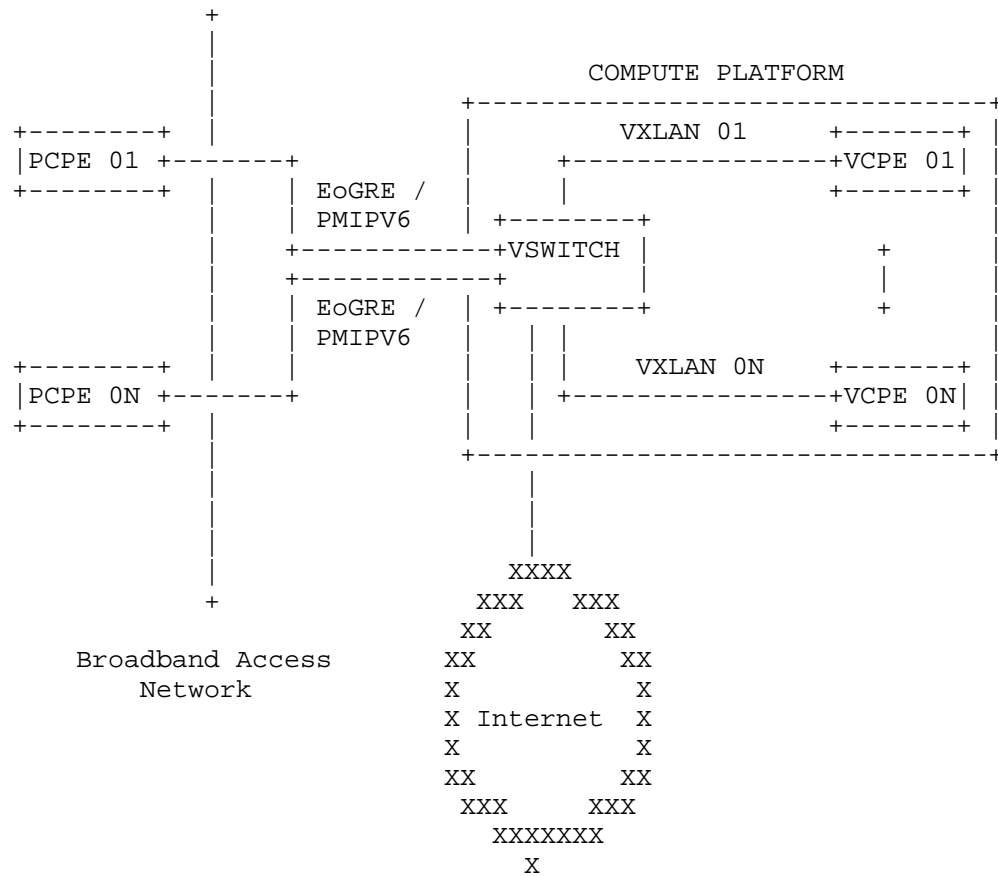 COMPUTE PLATFORM
VXLAN 01
PCPE 01
VCPE 01
EoGRE /
PMIPV6
VSWITCH
EoGRE /
PMIPV6
VXLAN 0N
PCPE 0N
VCPE 0N
Broadband Access
Network
Internet